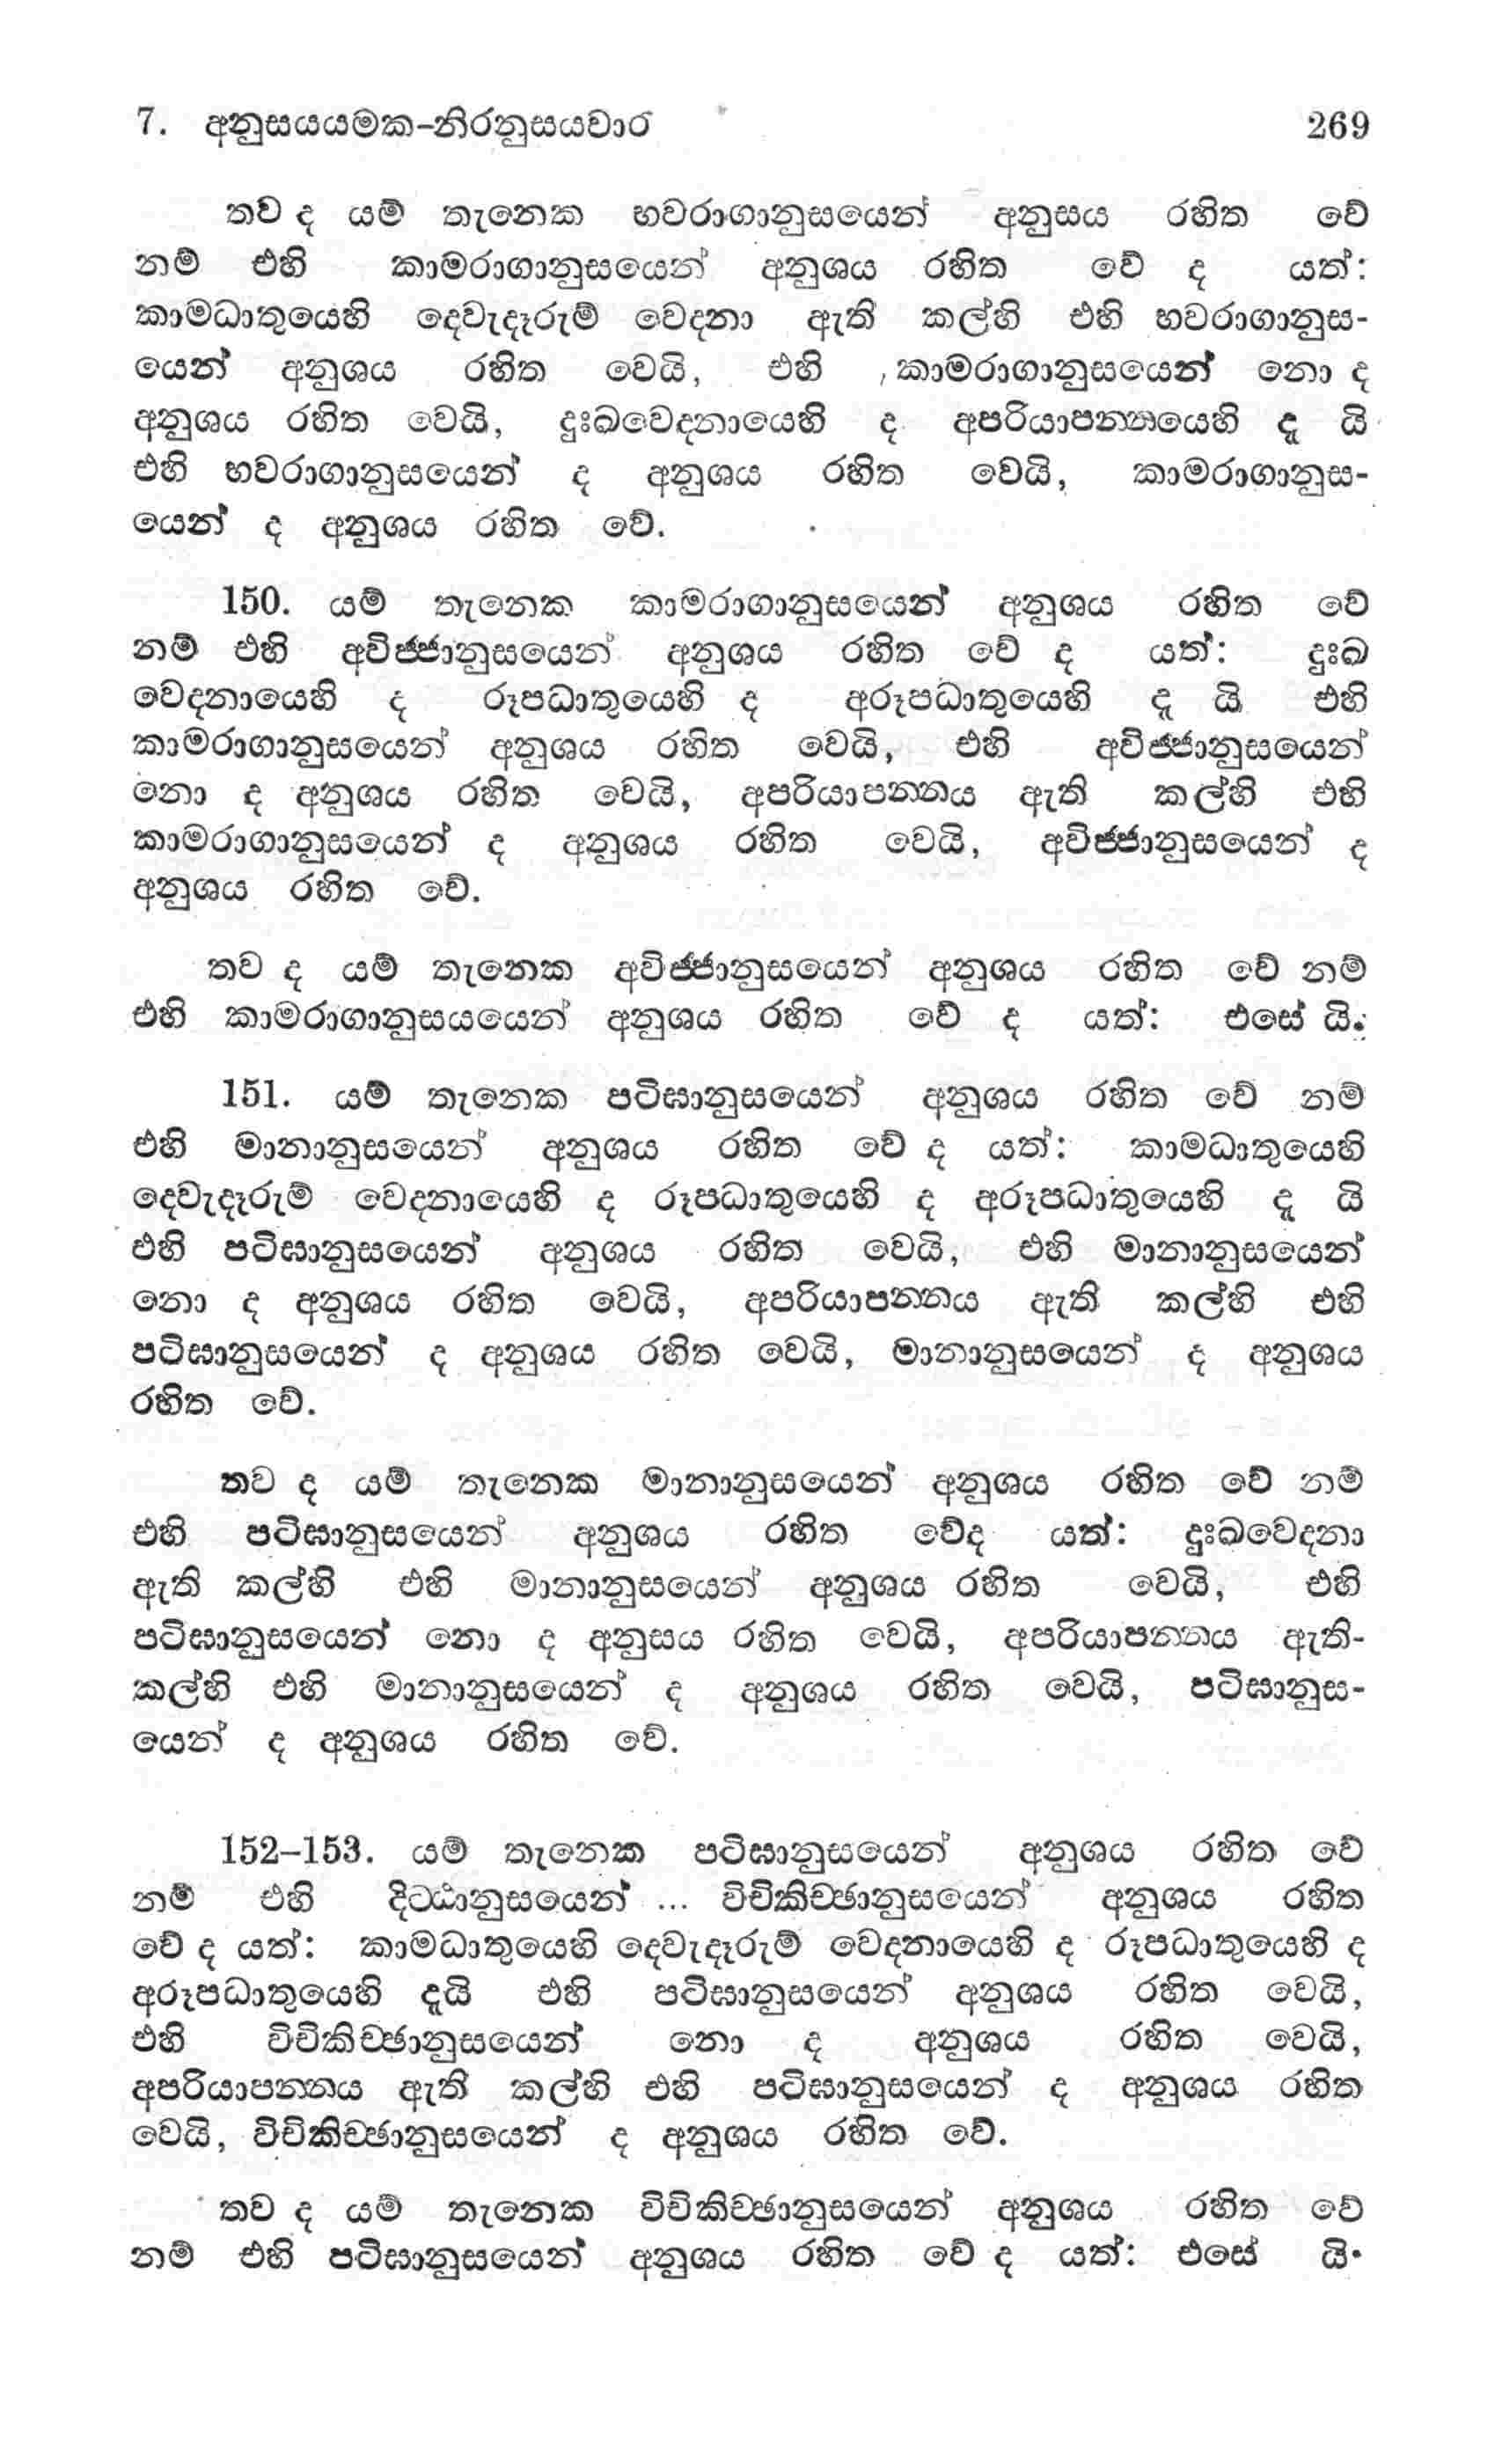 7. අනුසයයමක-නිරනුසයවාර 269
තව ද යම් තැනෙක භවරාගානුසයෙන් අනුසය රහිත වේ
නම් එහි කාමරාගානුසයෙන් අනුශය රහිත වේ ද යත්:
කාමධාතුයෙහි දෙවැදෑරුම් වෙදනා ඇති කල්හි එහි භවරාගානුස-
යෙන් අනුශය රහිත වෙයි, එහි කාමරාගානුසයෙන් නො ද
අනුශය රහිත වෙයි, දුඃඛවෙදනායෙහි ද අපරියාපන්නයෙහි දැ යි
එහි භවරාගානුසයෙන් ද අනුශය රහිත වෙයි, කාමරාගානුස-
යෙන් ද අනුශය රහිත වේ.
150. යම් තැනෙක කාමරාගානුසයෙන් අනුශය රහිත වේ
නම් එහි අවිජ්ජානුසයෙන් අනුශය රහිත වේ ද යත්: දුඃඛ
වෙදනායෙහි ද රූපධාතුයෙහි ද අරූපධාතුයෙහි දැ යි එහි
කාමරාගානුසයෙන් අනුශය රහිත වෙයි, එහි අවිජ්ජානුසයෙන්
නො ද අනුශය රහිත වෙයි, අපරියාපන්නය ඇති කල්හි එහි
කාමරාගානුසයෙන් ද අනුශය රහිත වෙයි, අවිජ්ජානුසයෙන් ද
අනුශය රහිත වේ.
තව ද යම් තැනෙක අවිජ්ජානුසයෙන් අනුශය රහිත වේ නම්
එහි කාමරාගානුසයයෙන් අනුශය රහිත වේ ද යත්: එසේ යි.
151. යම් තැනෙක පටිඝානුසයෙන් අනුශය රහිත වේ නම්
එහි මානානුසයෙන් අනුශය රහිත වේ ද යත්: කාමධාතුයෙහි
දෙවැදෑරුම් වෙදනායෙහි ද රූපධාතුයෙහි ද අරූපධාතුයෙහි දැ යි
එහි පටිඝානුසයෙන් අනුශය රහිත වෙයි, එහි මානානුසයෙන්
නො ද අනුශය රහිත වෙයි, අපරියාපන්නය ඇති කල්හි එහි
පටිඝානුසයෙන් ද අනුශය රහිත වෙයි, මානානුසයෙන් ද අනුශය
රහිත වේ.
තව ද යම් තැනෙක මානානුසයෙන් අනුශය රහිත වේ නම්
එහි පටිඝානුසයෙන් අනුශය රහිත වේද යත්: දුඃඛවෙදනා
ඇති කල්හි එහි මානානුසයෙන් අනුශය රහිත වෙයි, එහි
පටිඝානුසයෙන් නො ද අනුසය රහිත වෙයි, අපරියාපන්නය ඇති-
කල්හි එහි මානානුසයෙන් ද අනුශය රහිත වෙයි, පටිඝානුස-
යෙන් ද අනුශය රහිත වේ.
152-153. යම් තැනෙක පටිඝානුසයෙන් අනුශය රහිත වේ
නම් එහි දිට්ඨානුසයෙන් ... විචිකිච්ඡානුසයෙන් අනුශය රහිත
වේ ද යත්: කාමධාතුයෙහි දෙවැදෑරුම් වෙදනායෙහි ද රූපධාතුයෙහි ද
අරූපධාතුයෙහි දැයි එහි පටිඝානුසයෙන් අනුශය රහිත වෙයි,
එහි විචිකිච්ඡානුසයෙන් නො ද අනුශය රහිත වෙයි,
අපරියාපන්නය ඇති කල්හි එහි පටිඝානුසයෙන් ද අනුශය රහිත
වෙයි, විචිකිච්ඡානුසයෙන් ද අනුශය රහිත වේ.
තව ද යම් තැනෙක විචිකිච්ඡානුසයෙන් අනුශය රහිත වේ
නම් එහි පටිඝානුසයෙන් අනුශය රහිත වේ ද යත්: එසේ යි.